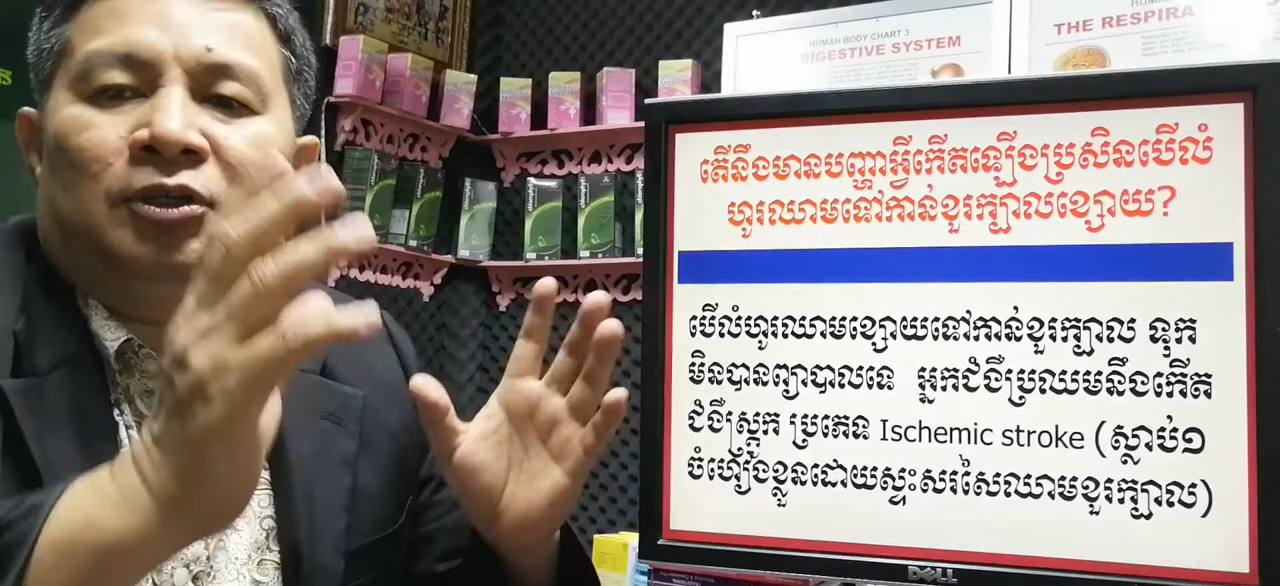 HUMAN BODY CHART 3
DIGESTIVE SYSTEM
THE RESPIRA
តើនឹងមានបញ្ហាអ្វីកើតឡើងប្រសិនបើលំ
ហូរឈាមទៅកាន់ខួរក្បាលខ្សោយ?
បើលំហូរឈាមខ្សោយទៅកាន់ខួរក្បាល ទុក
មិនបានព្យាបាលទេ អ្នកជំងឺប្រឈមនឹងកើត
ជំងឺស្ត្រូក ប្រភេទ Ischemic stroke (ស្លាប់១
ចំហៀងខ្លួនដោយស្ទះសរសៃឈាមខួរក្បាល)
DELL